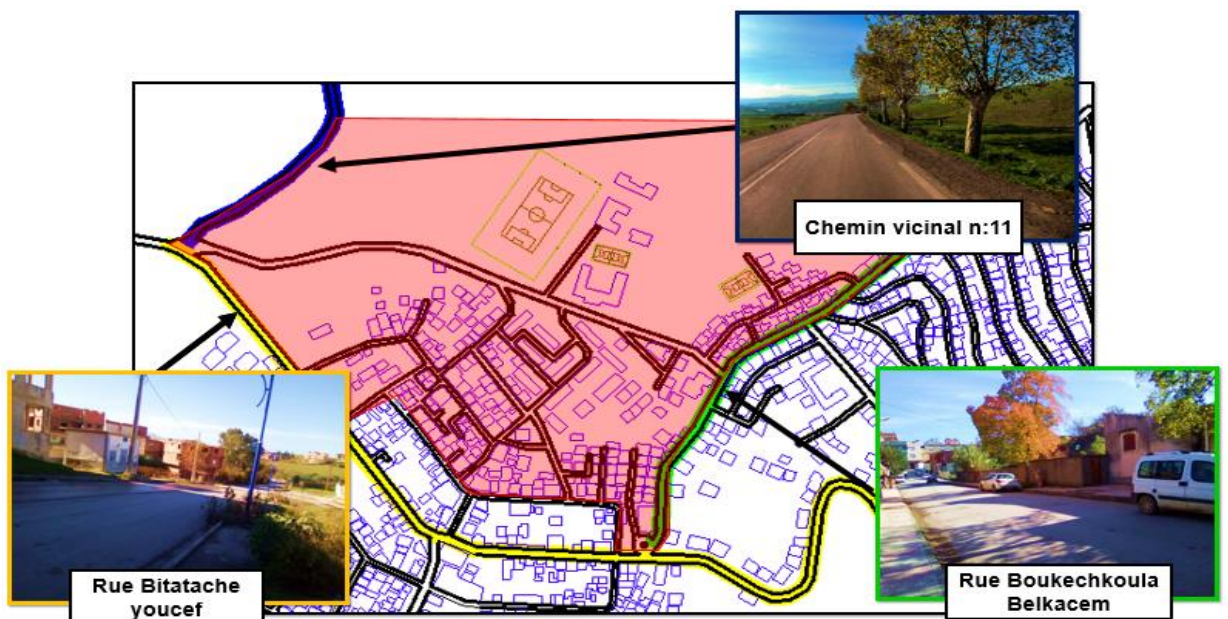 Chemin vicinal n:11
Rue Bitatache
youcef
Rue Boukechkoula
Belkacem